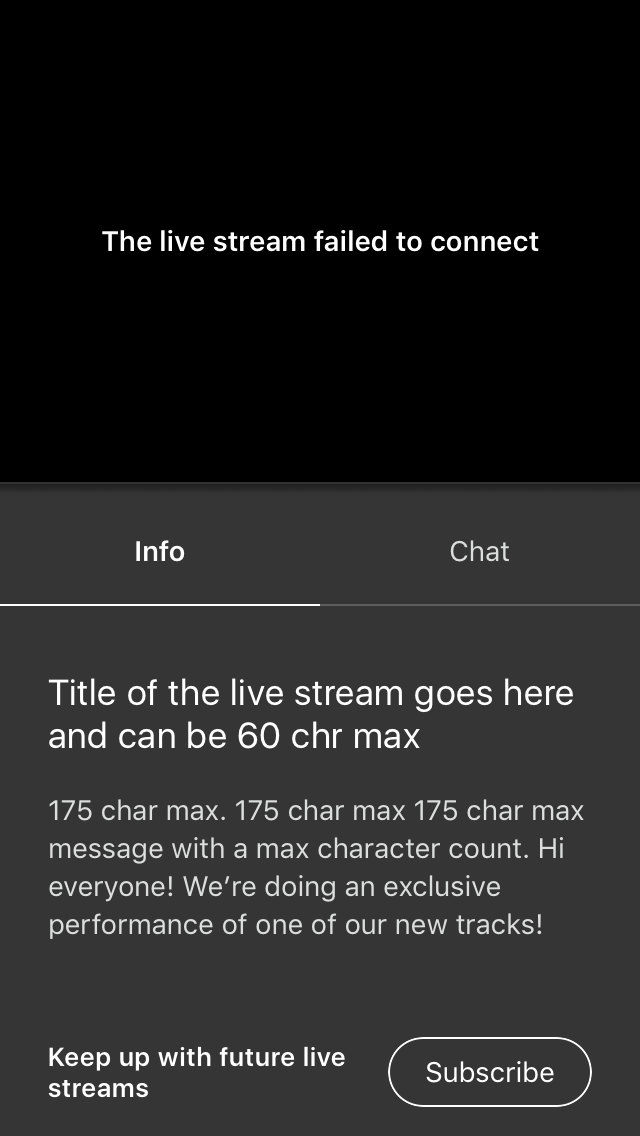 The live stream failed to connect
Info
Chat
Title of the live stream goes here
and can be 60 chr max
175 char max. 175 char max 175 char max
message with a max character count. Hi
everyone! We’re doing an exclusive
performance of one of our new tracks!
Keep up with future live
streams
Subscribe